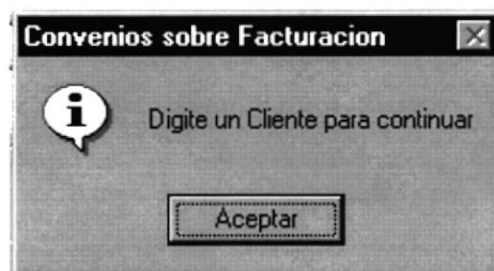 Convenios sobre Facturacion
Digite un Cliente para continuar
Aceptar